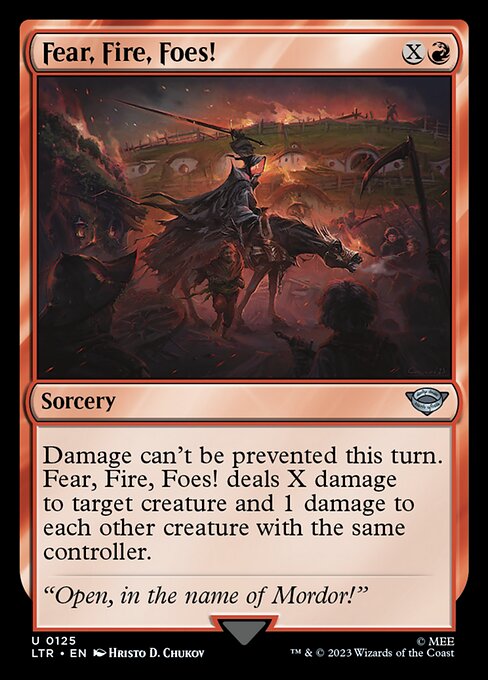 Fear, Fire, Foes! X
Sorcery
Damage can't be prevented this turn.
Fear, Fire, Foes! deals X damage
to target creature and 1 damage to
each other creature with the same
controller.
“Open, in the name of Mordor!”
U 0125 © MEE
LTR • EN Hristo D. Chukov ™ & © 2023 Wizards of the Coast